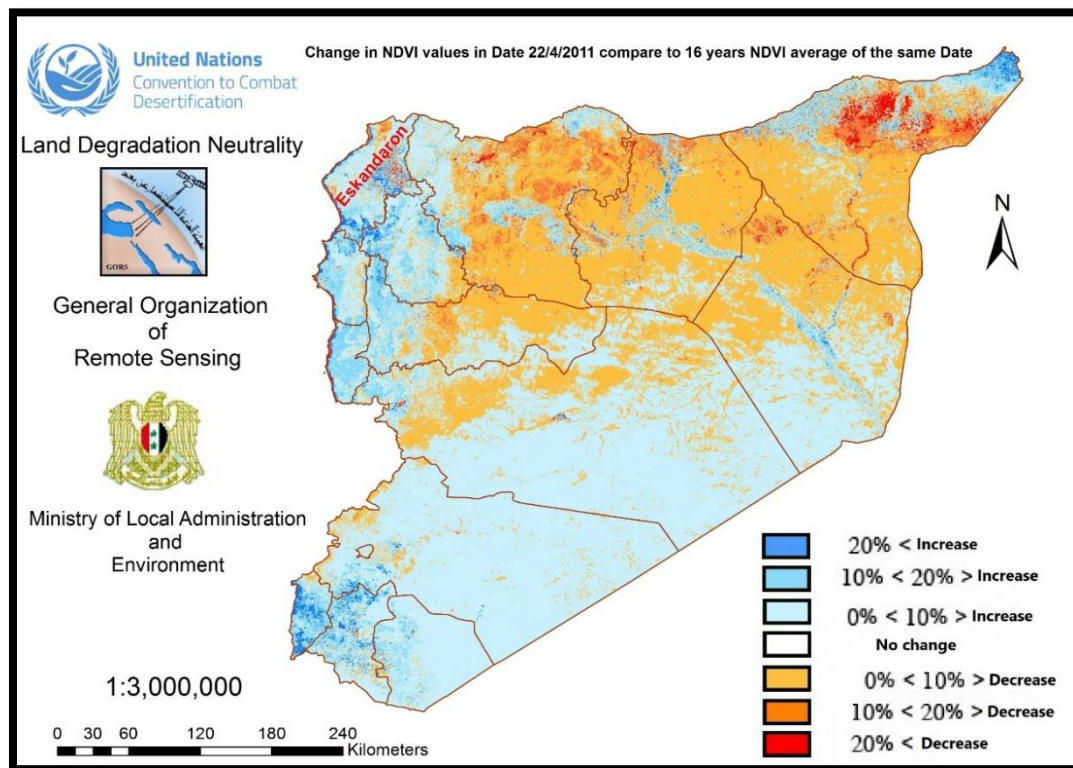 Change in NDVI values in Date 22/4/2011 compare to 16 years NDVI average of the same Date
United Nations
Convention to Combat
Desertification
Land Degradation Neutrality
GORS
General Organization
of
Remote Sensing
Ministry of Local Administration
and
Environment
1:3,000,000
0 30 60 120 180 240
Kilometers
Eskandaron
N
20% < Increase
10% < 20% > Increase
0% < 10% > Increase
No change
0% < 10% > Decrease
10% < 20% > Decrease
20% < Decrease